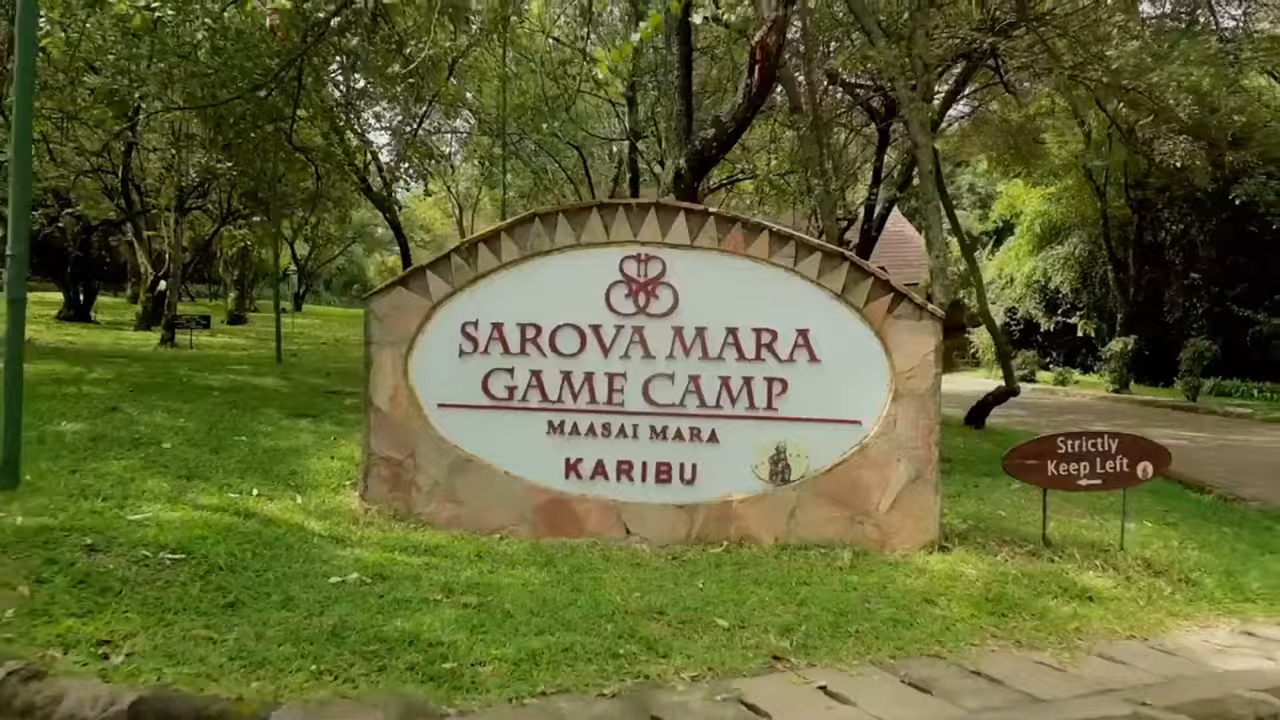 SAROVA MARA
GAME CAMP
MAASAI MARA
KARIBU
Strictly
Keep Left